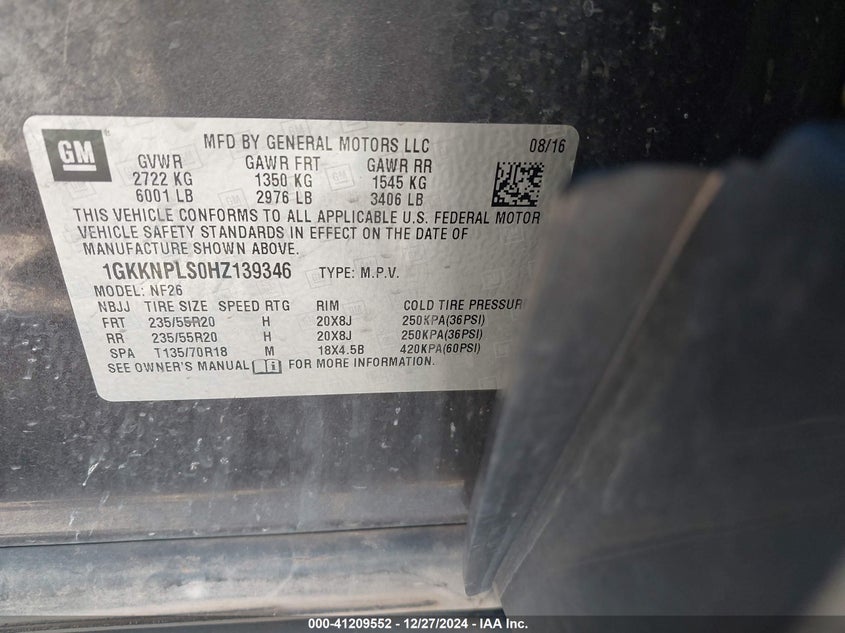 GM
MFD BY GENERAL MOTORS LLC 08/16
GVWR GAWR FRT GAWR RR
2722 KG 1350 KG 1545 KG
6001 LB 2976 LB 3406 LB
THIS VEHICLE CONFORMS TO ALL APPLICABLE U.S. FEDERAL MOTOR
VEHICLE SAFETY STANDARDS IN EFFECT ON THE DATE OF
MANUFACTURE SHOWN ABOVE.
1GKKNPLS0HZ139346 TYPE: M.P.V.
MODEL: NF26
NBJJ TIRE SIZE SPEED RTG RIM COLD TIRE PRESSURE
FRT 235/55R20 H 20X8J 250KPA(36PSI)
RR 235/55R20 H 20X8J 250KPA(36PSI)
SPA T135/70R18 M 18X4.5B 420KPA(60PSI)
SEE OWNER'S MANUAL FOR MORE INFORMATION.
000-41209552 - 12/27/2024 - IAA Inc.